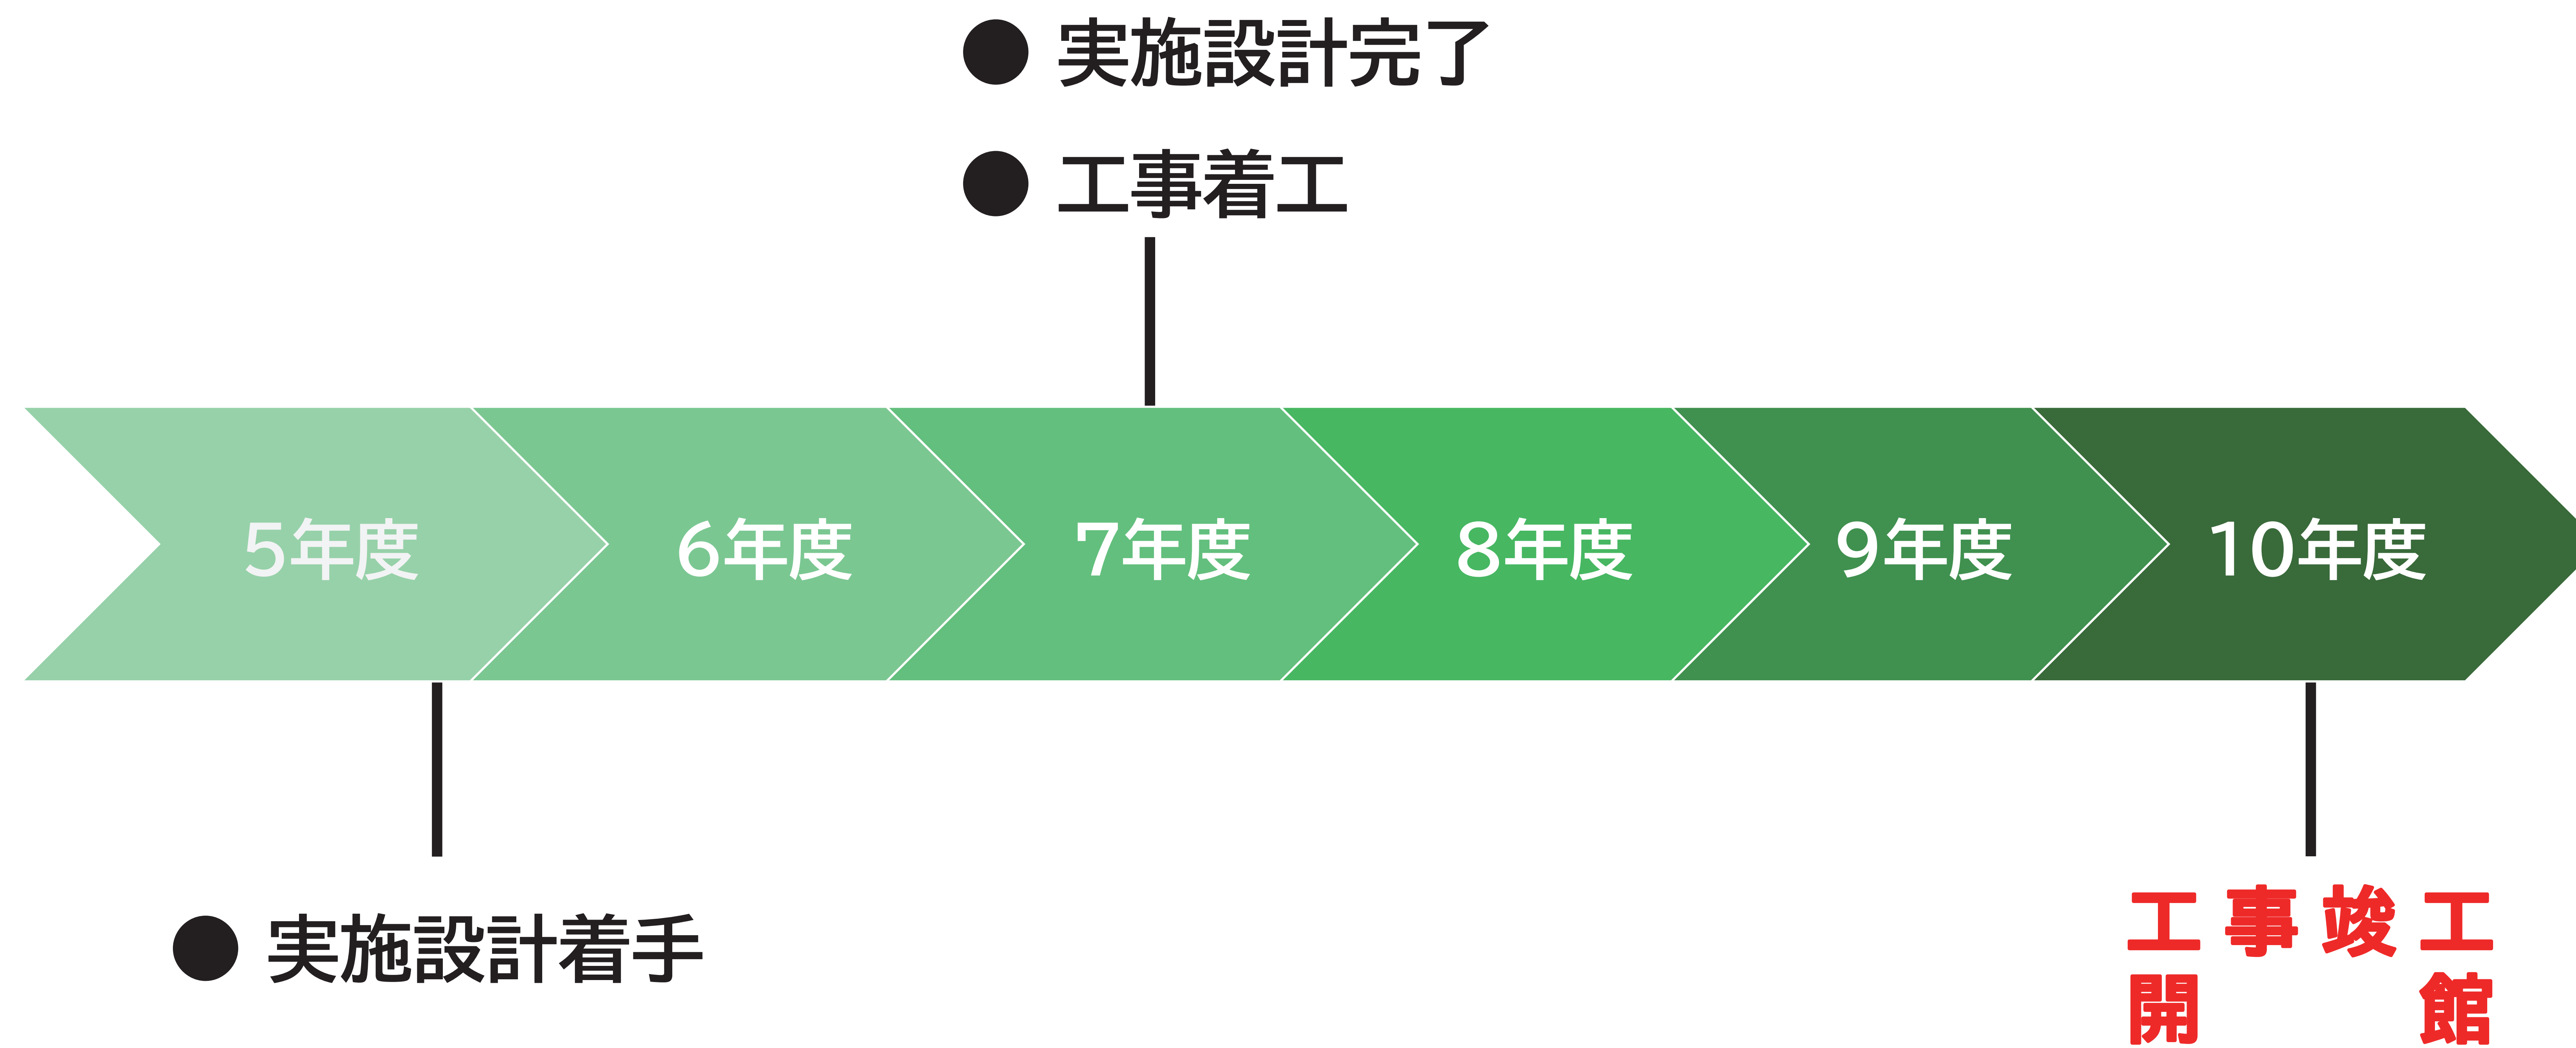 ● 実施設計完了
● 工事着工
5年度 6年度 7年度 8年度 9年度 10年度
● 実施設計着手
工事竣工
開館